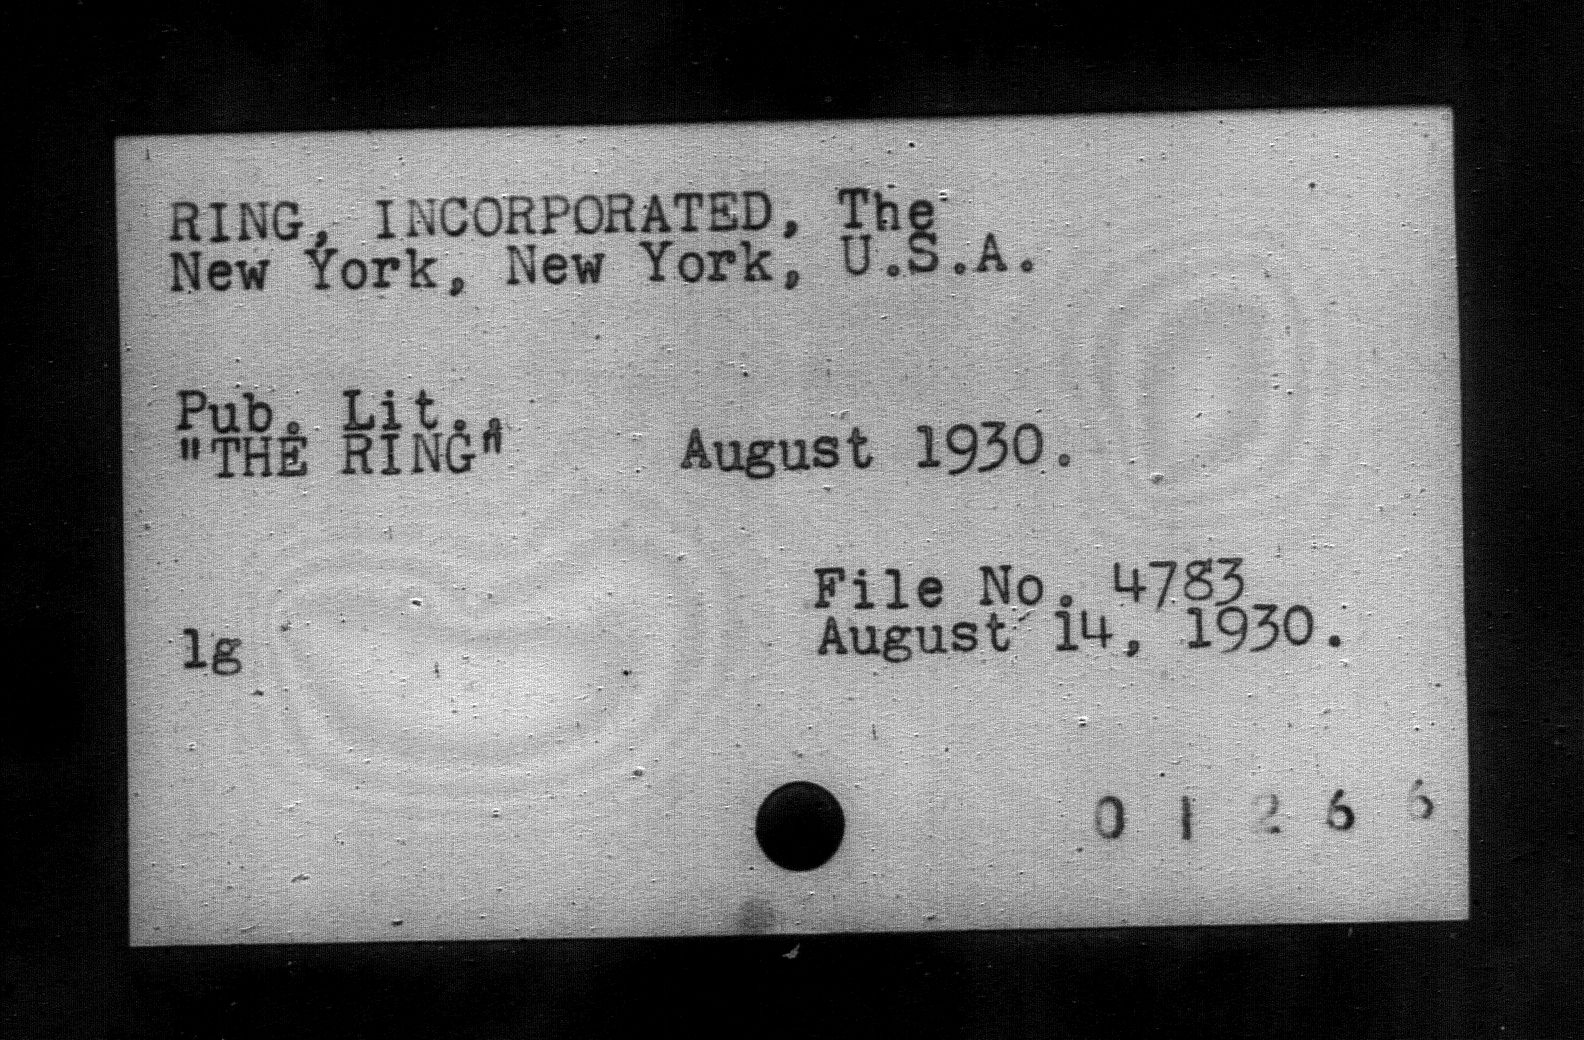 RING, INCORPORATED, The
New York, New York, U.S.A.
Pub. Lit.,
"THE RING" August 1930.
File No. 4783
August 14, 1930.
lg
0 1 2 6 6